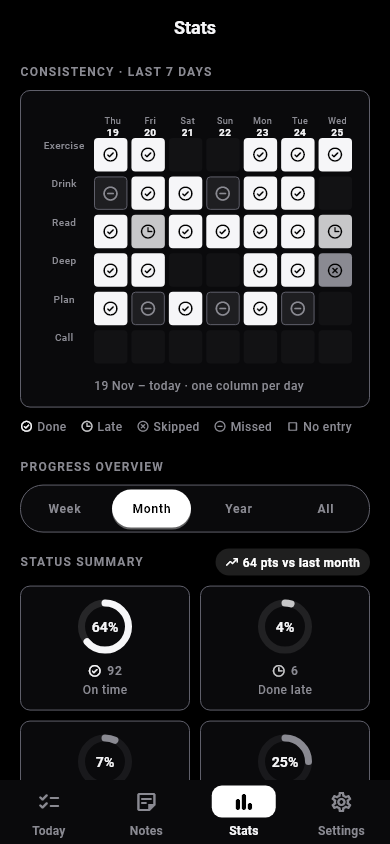 Stats
CONSISTENCY · LAST 7 DAYS
Thu Fri Sat Sun Mon Tue Wed
19 20 21 22 23 24 25
Exercise
Drink
Read
Deep
Plan
Call
19 Nov – today · one column per day
Done Late Skipped Missed No entry
PROGRESS OVERVIEW
Week Month Year All
STATUS SUMMARY 64 pts vs last month
64% 4%
92 6
On time Done late
7% 25%
Today Notes Stats Settings